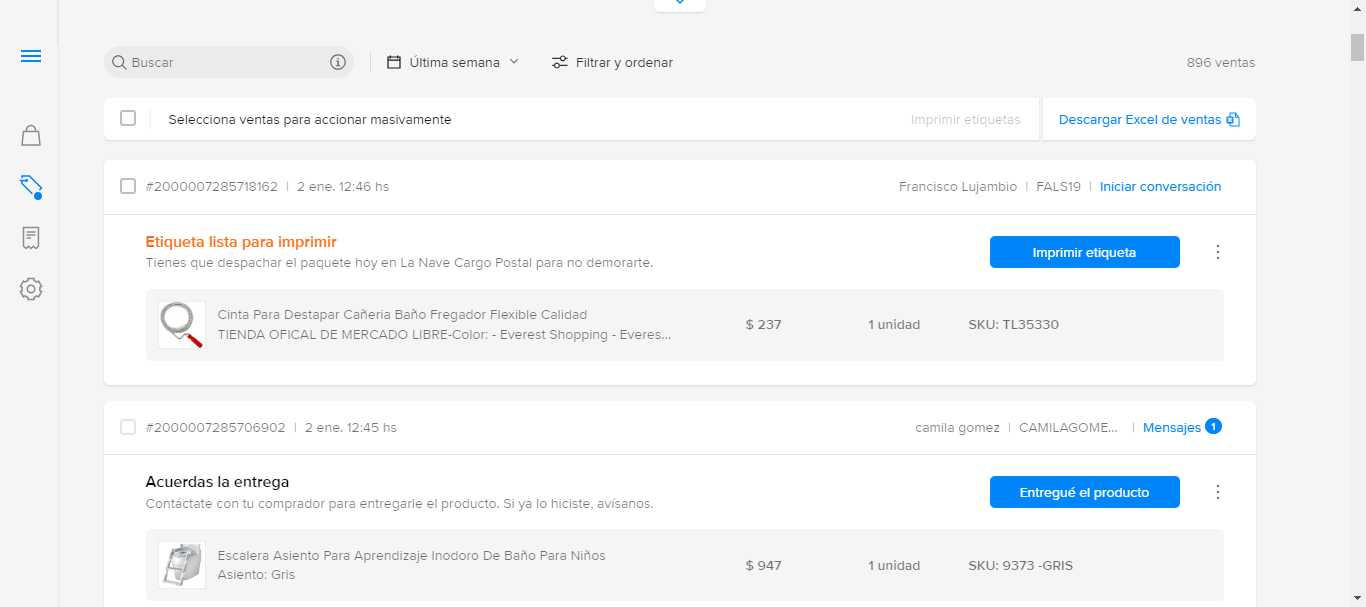 Buscar
Última semana
Filtrar y ordenar
896 ventas
Selecciona ventas para accionar masivamente
Imprimir etiquetas
Descargar Excel de ventas
#2000007285718162 | 2 ene. 12:46 hs
Francisco Lujambio | FALS19 | Iniciar conversación
Etiqueta lista para imprimir
Tienes que despachar el paquete hoy en La Nave Cargo Postal para no demorarte.
Imprimir etiqueta
Cinta Para Destapar Cañeria Baño Fregador Flexible Calidad
TIENDA OFICAL DE MERCADO LIBRE-Color: - Everest Shopping - Everes...
$ 237
1 unidad
SKU: TL35330
#2000007285706902 | 2 ene. 12:45 hs
camila gomez | CAMILAGOME... | Mensajes 1
Acuerdas la entrega
Contáctate con tu comprador para entregarle el producto. Si ya lo hiciste, avísanos.
Entregué el producto
Escalera Asiento Para Aprendizaje Inodoro De Baño Para Niños
Asiento: Gris
$ 947
1 unidad
SKU: 9373 -GRIS